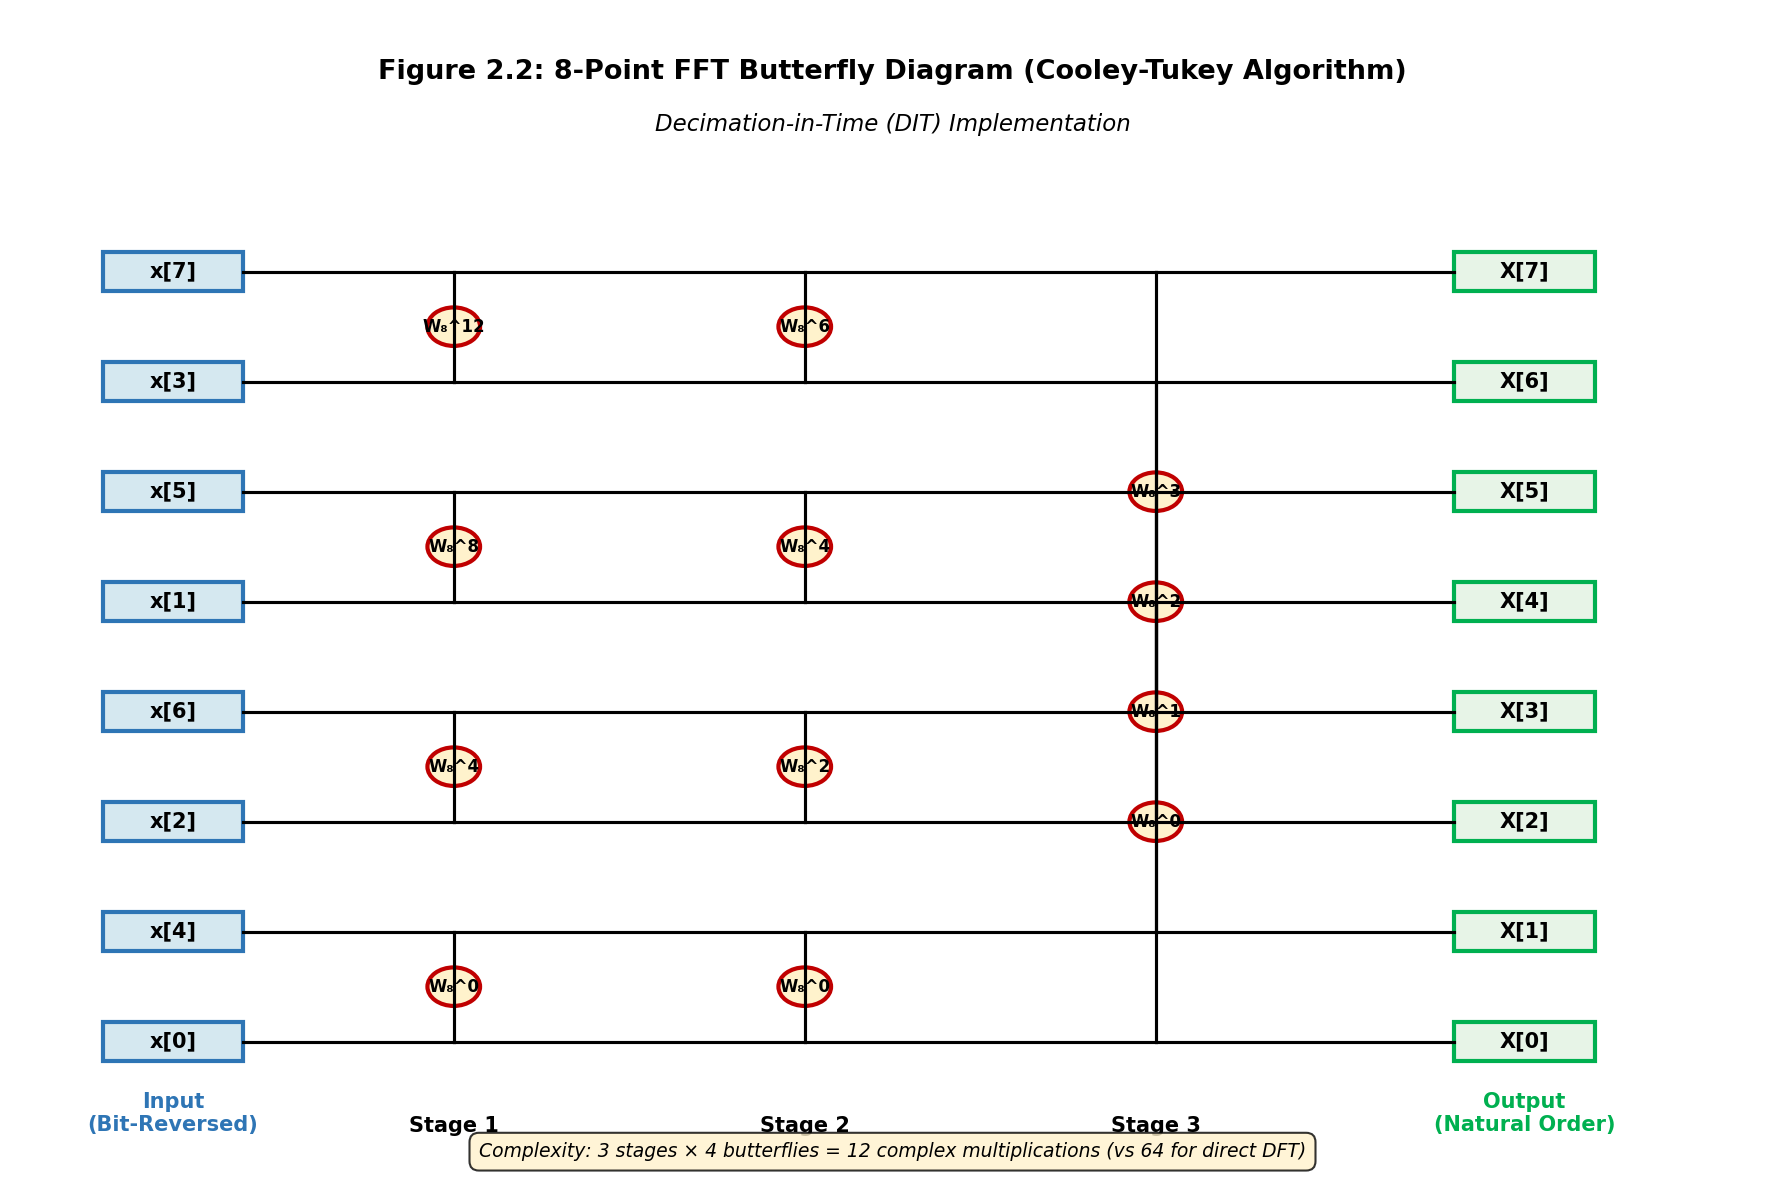 Figure 2.2: 8-Point FFT Butterfly Diagram (Cooley-Tukey Algorithm)
Decimation-in-Time (DIT) Implementation
x[7]
X[7]
W₈^12
W₈^6
x[3]
X[6]
x[5]
W₈^3
X[5]
W₈^8
W₈^4
x[1]
W₈^2
X[4]
x[6]
W₈^1
X[3]
W₈^4
W₈^2
x[2]
W₈^0
X[2]
x[4]
X[1]
W₈^0
W₈^0
x[0]
X[0]
Input
(Bit-Reversed)
Stage 1
Stage 2
Stage 3
Output
(Natural Order)
Complexity: 3 stages × 4 butterflies = 12 complex multiplications (vs 64 for direct DFT)